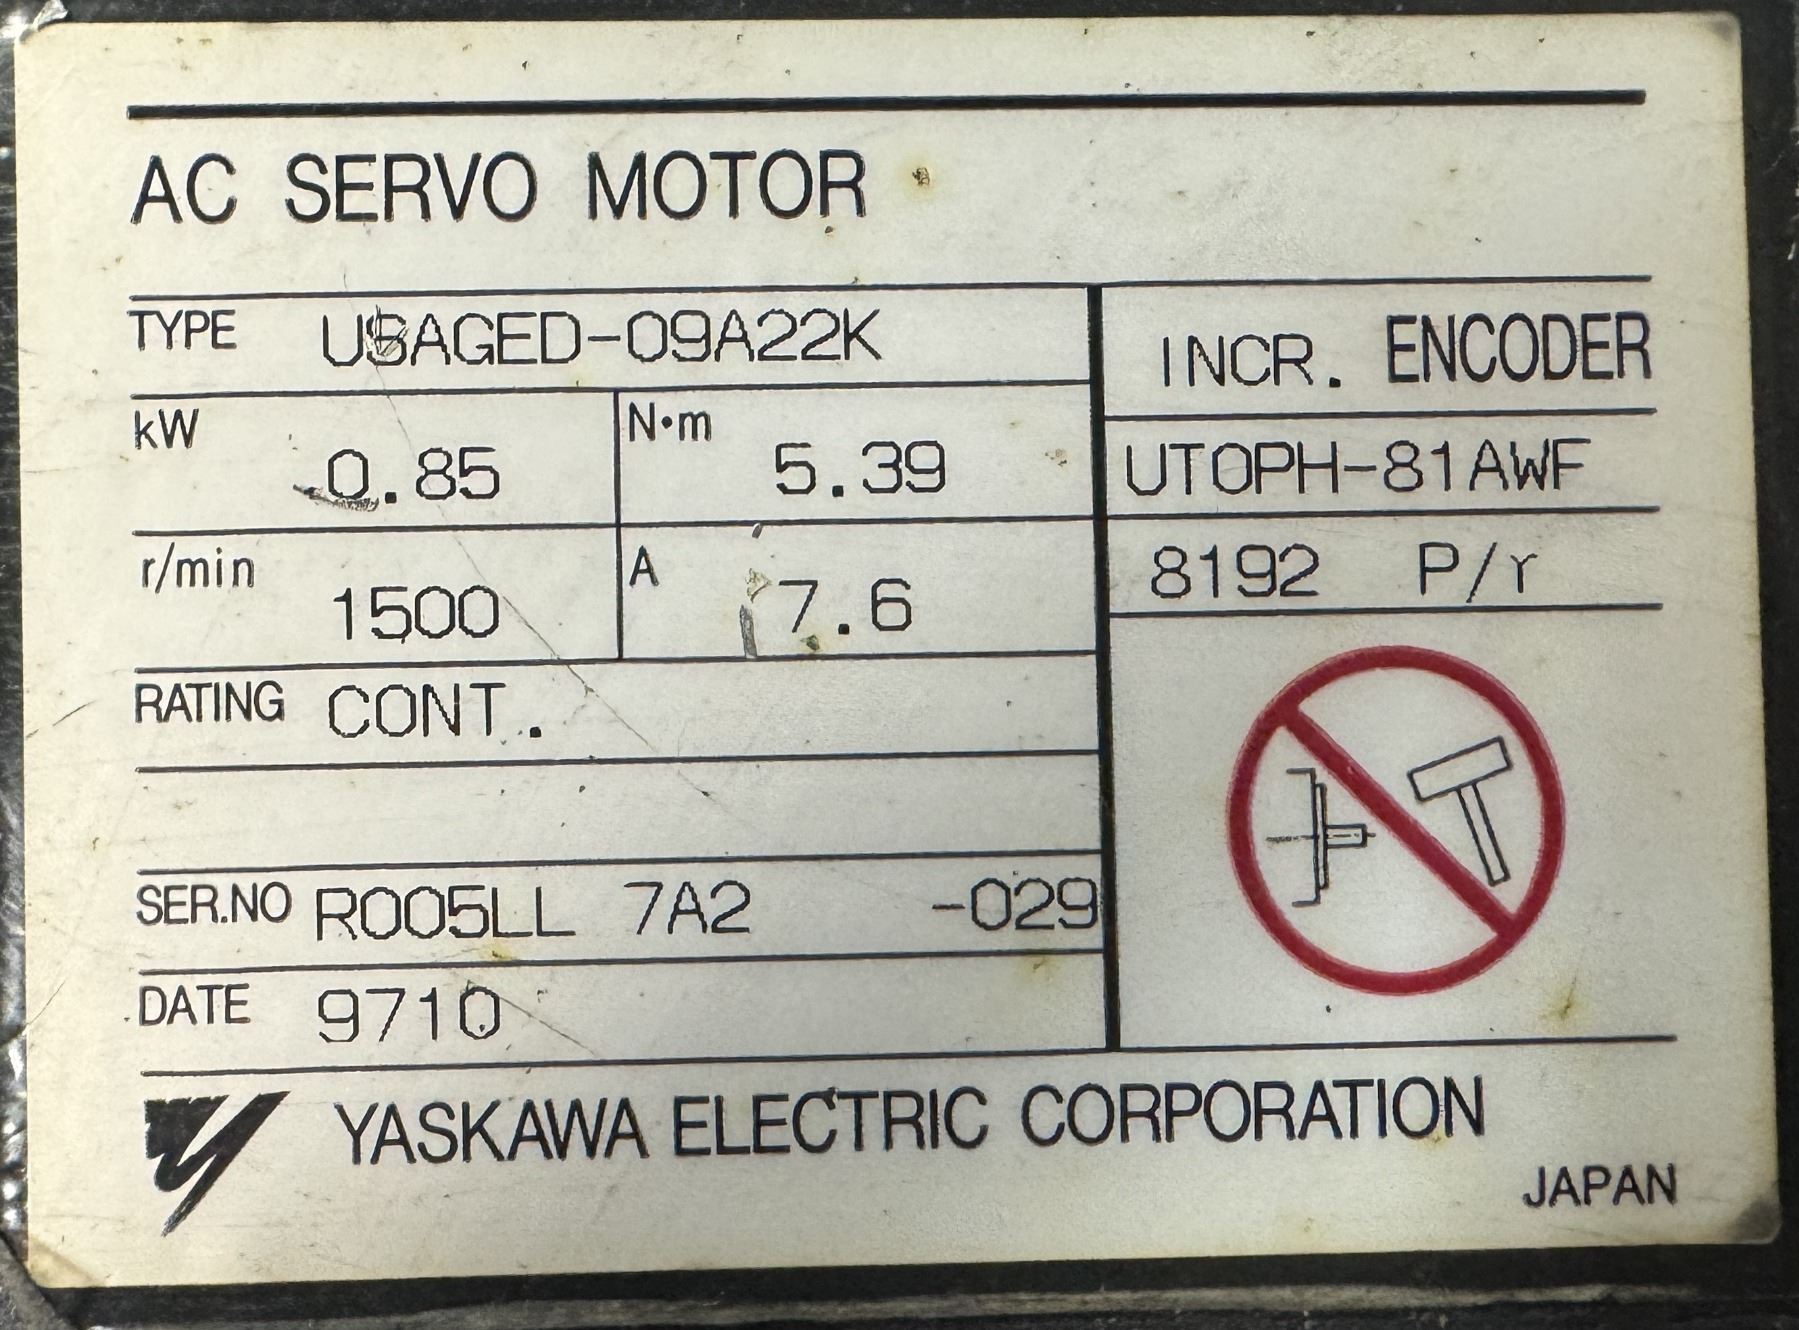 AC SERVO MOTOR
TYPE USAGED-09A22K
INCR. ENCODER
kW 0.85
N·m 5.39
UTOPH-81AWF
r/min 1500
A 7.6
8192 P/r
RATING CONT.
SER.NO R005LL 7A2 -029
DATE 9710
YASKAWA ELECTRIC CORPORATION
JAPAN